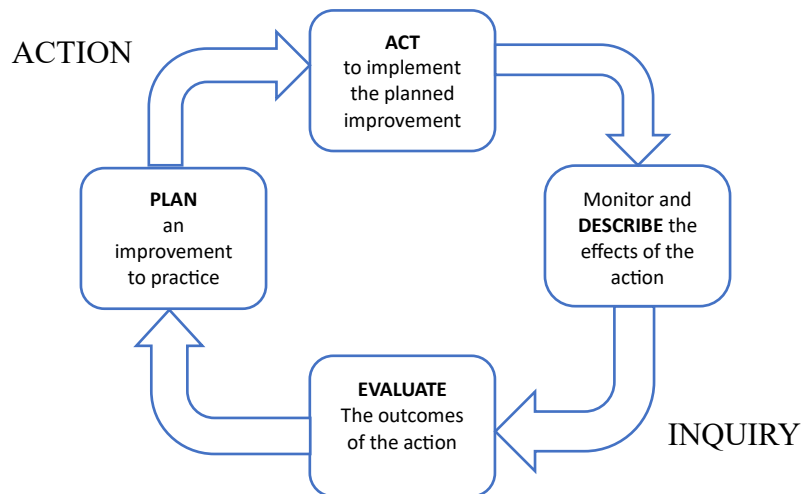 ACTION
ACT
to implement
the planned
improvement
PLAN
an
improvement
to practice
Monitor and
DESCRIBE the
effects of the
action
EVALUATE
The outcomes
of the action
INQUIRY